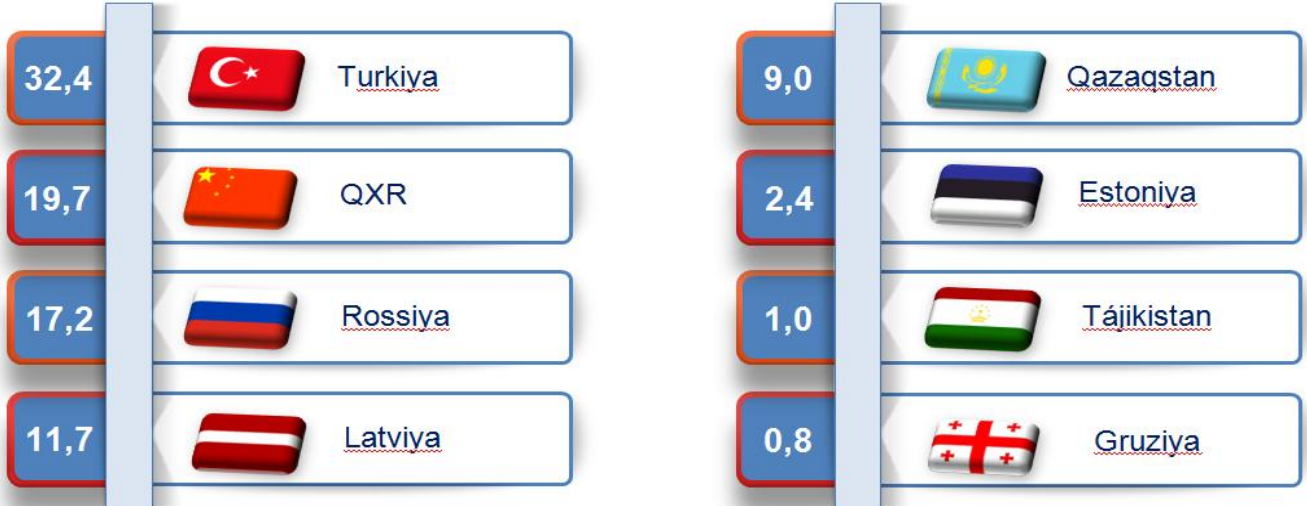 32,4 Turkiya
19,7 QXR
17,2 Rossiya
11,7 Latviya
9,0 Qazaqstan
2,4 Estoniya
1,0 Tájikistan
0,8 Gruziya